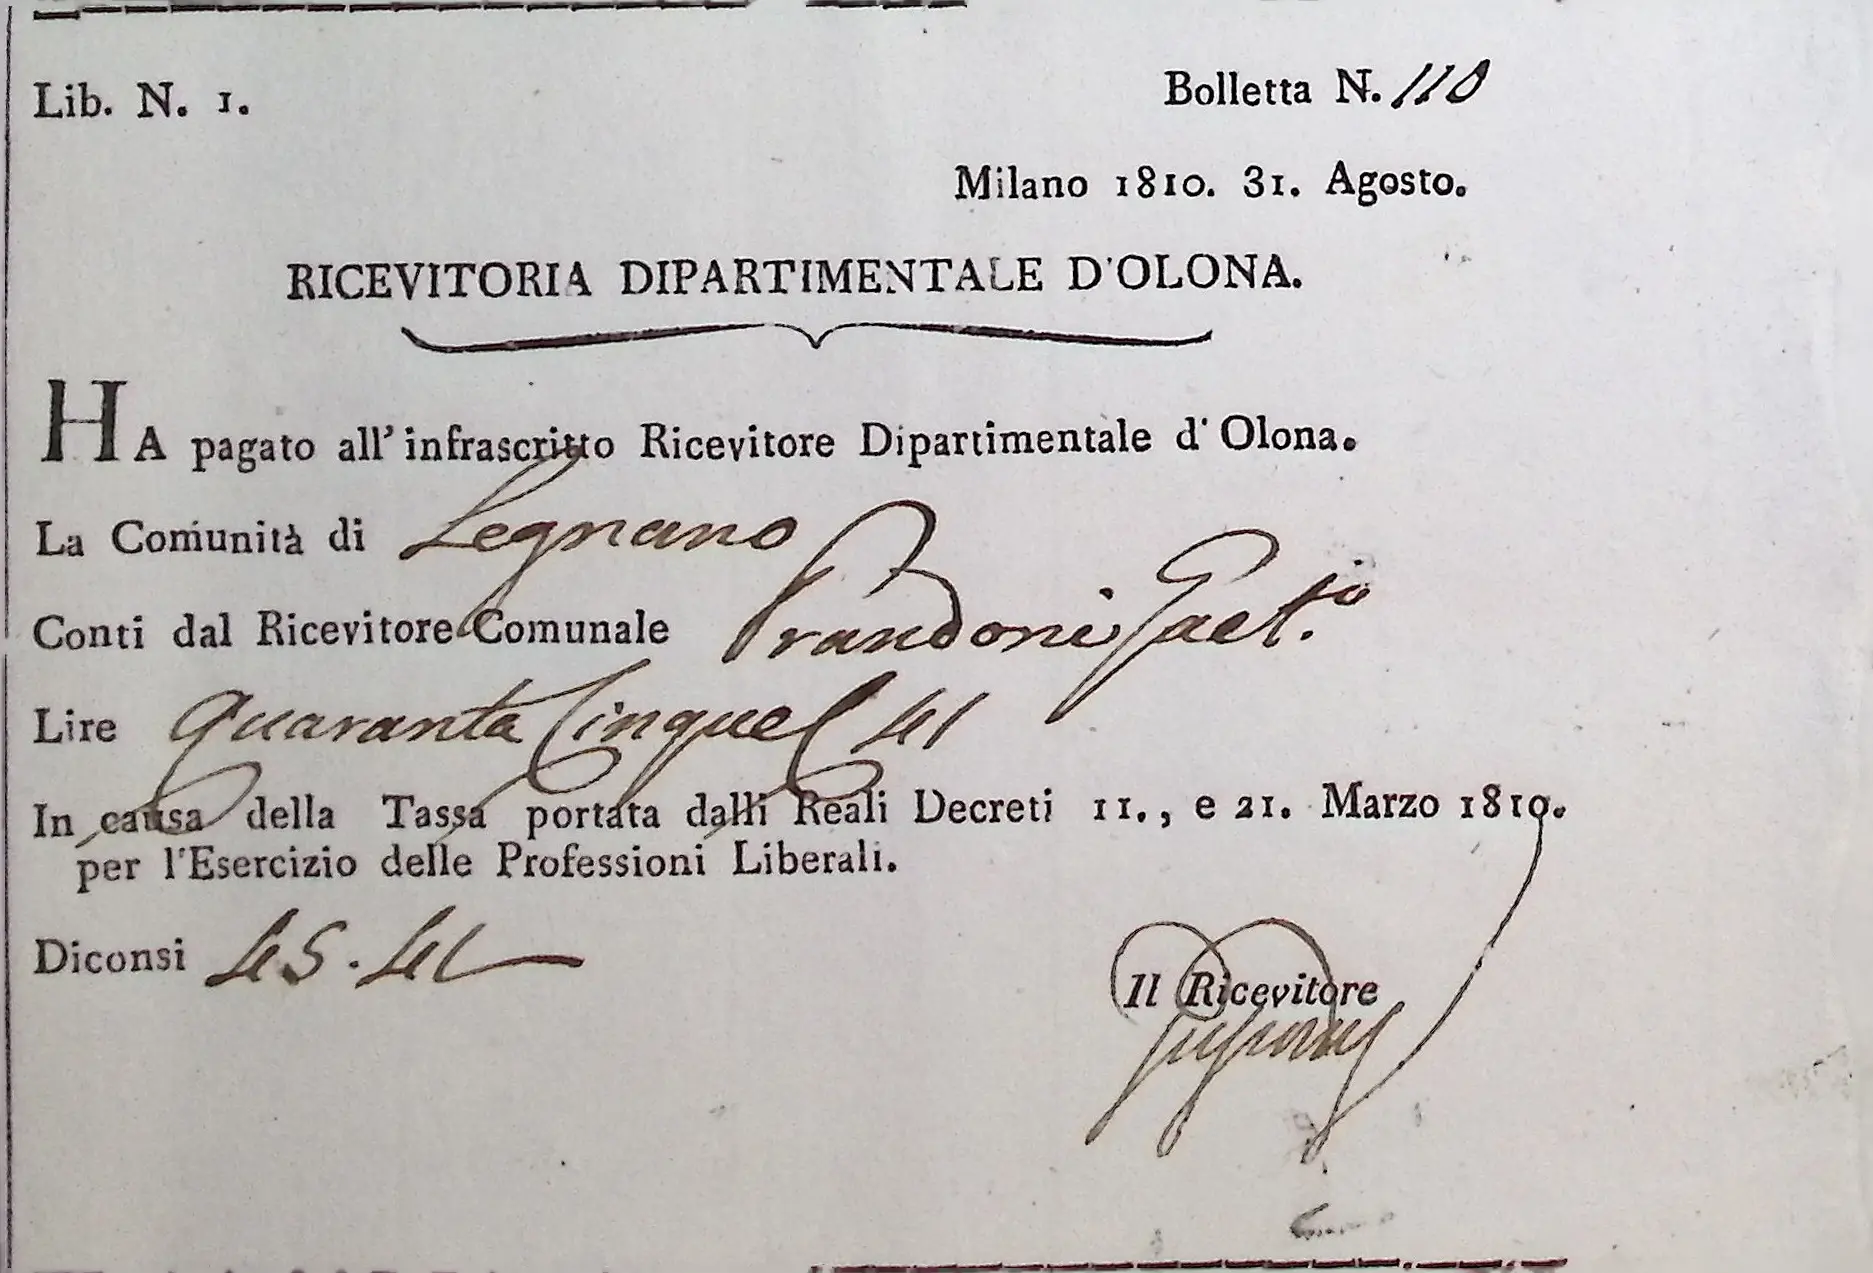 Lib. N. 1.
Bolletta N. 110
Milano 1810. 31. Agosto.
RICEVITORIA DIPARTIMENTALE D'OLONA.
HA pagato all' infrascritto Ricevitore Dipartimentale d' Olona.
La Comunità di Legnano
Conti dal Ricevitore Comunale Prandoni Gaet.º
Lire Quaranta Cinque 41
In causa della Tassa portata dalli Reali Decreti 11., e 21. Marzo 1810.
per l'Esercizio delle Professioni Liberali.
Diconsi 45.41
Il Ricevitore